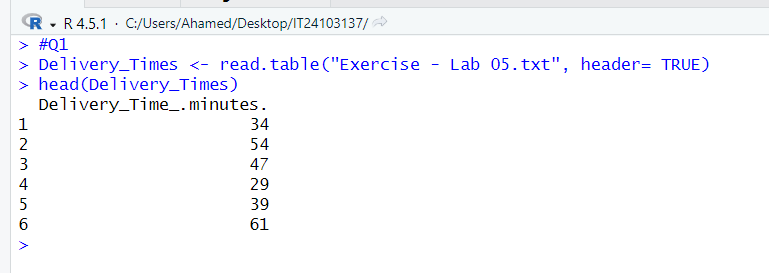 R R 4.5.1 · C:/Users/Ahamed/Desktop/IT24103137/
> #Q1
> Delivery_Times <- read.table("Exercise - Lab 05.txt", header= TRUE)
> head(Delivery_Times)
  Delivery_Time_.minutes.
1                      34
2                      54
3                      47
4                      29
5                      39
6                      61
>